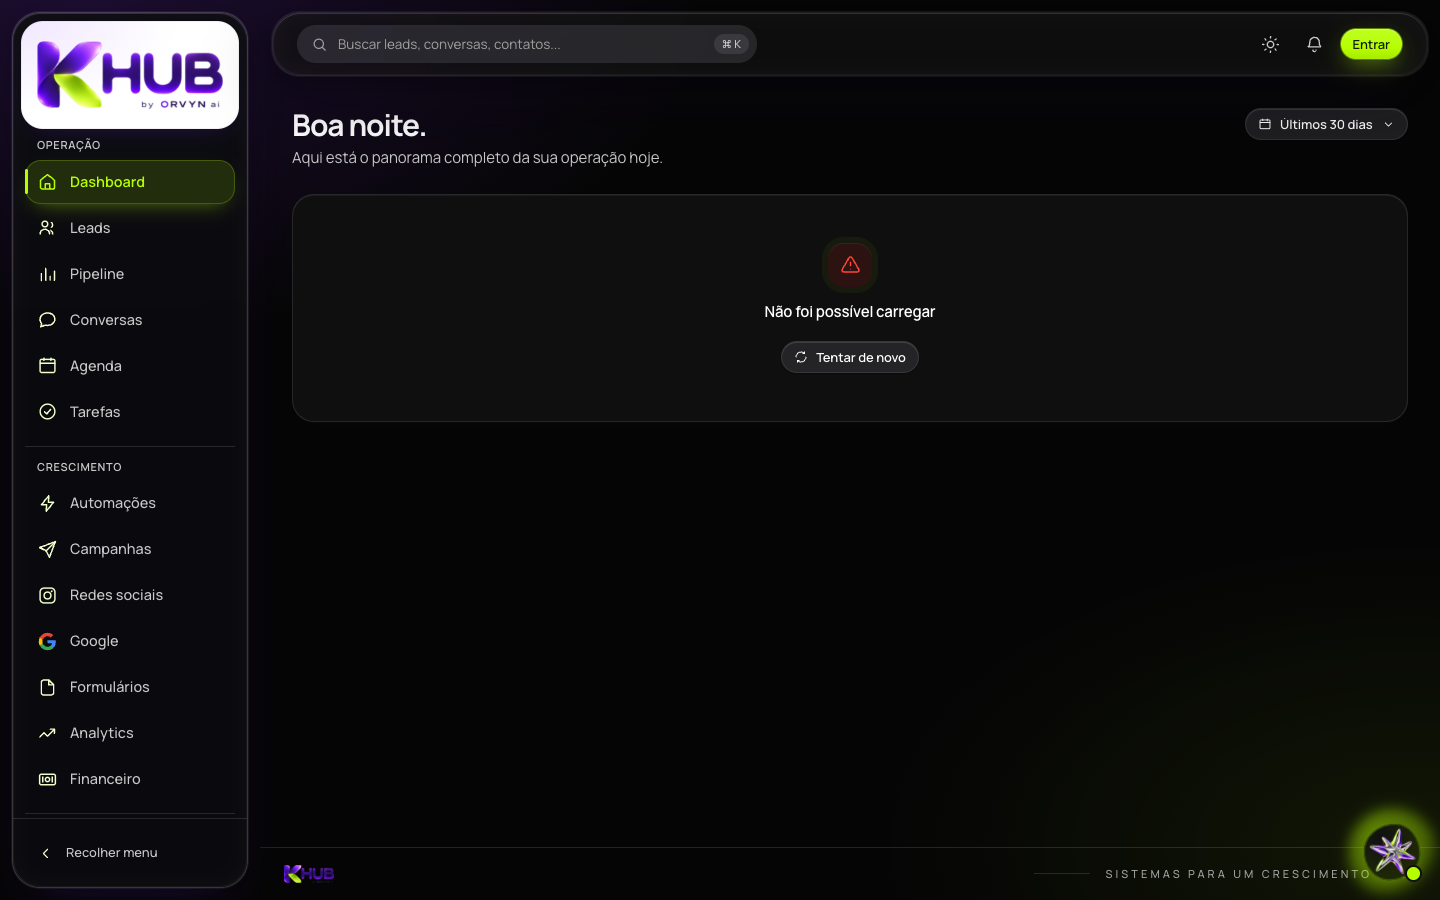 KHUB
by ORVYN ai
OPERAÇÃO
Dashboard
Leads
Pipeline
Conversas
Agenda
Tarefas
CRESCIMENTO
Automações
Campanhas
Redes sociais
Google
Formulários
Analytics
Financeiro
Recolher menu
Buscar leads, conversas, contatos...
⌘ K
Entrar
Boa noite.
Aqui está o panorama completo da sua operação hoje.
Últimos 30 dias
Não foi possível carregar
Tentar de novo
KHUB
SISTEMAS PARA UM CRESCIMENTO